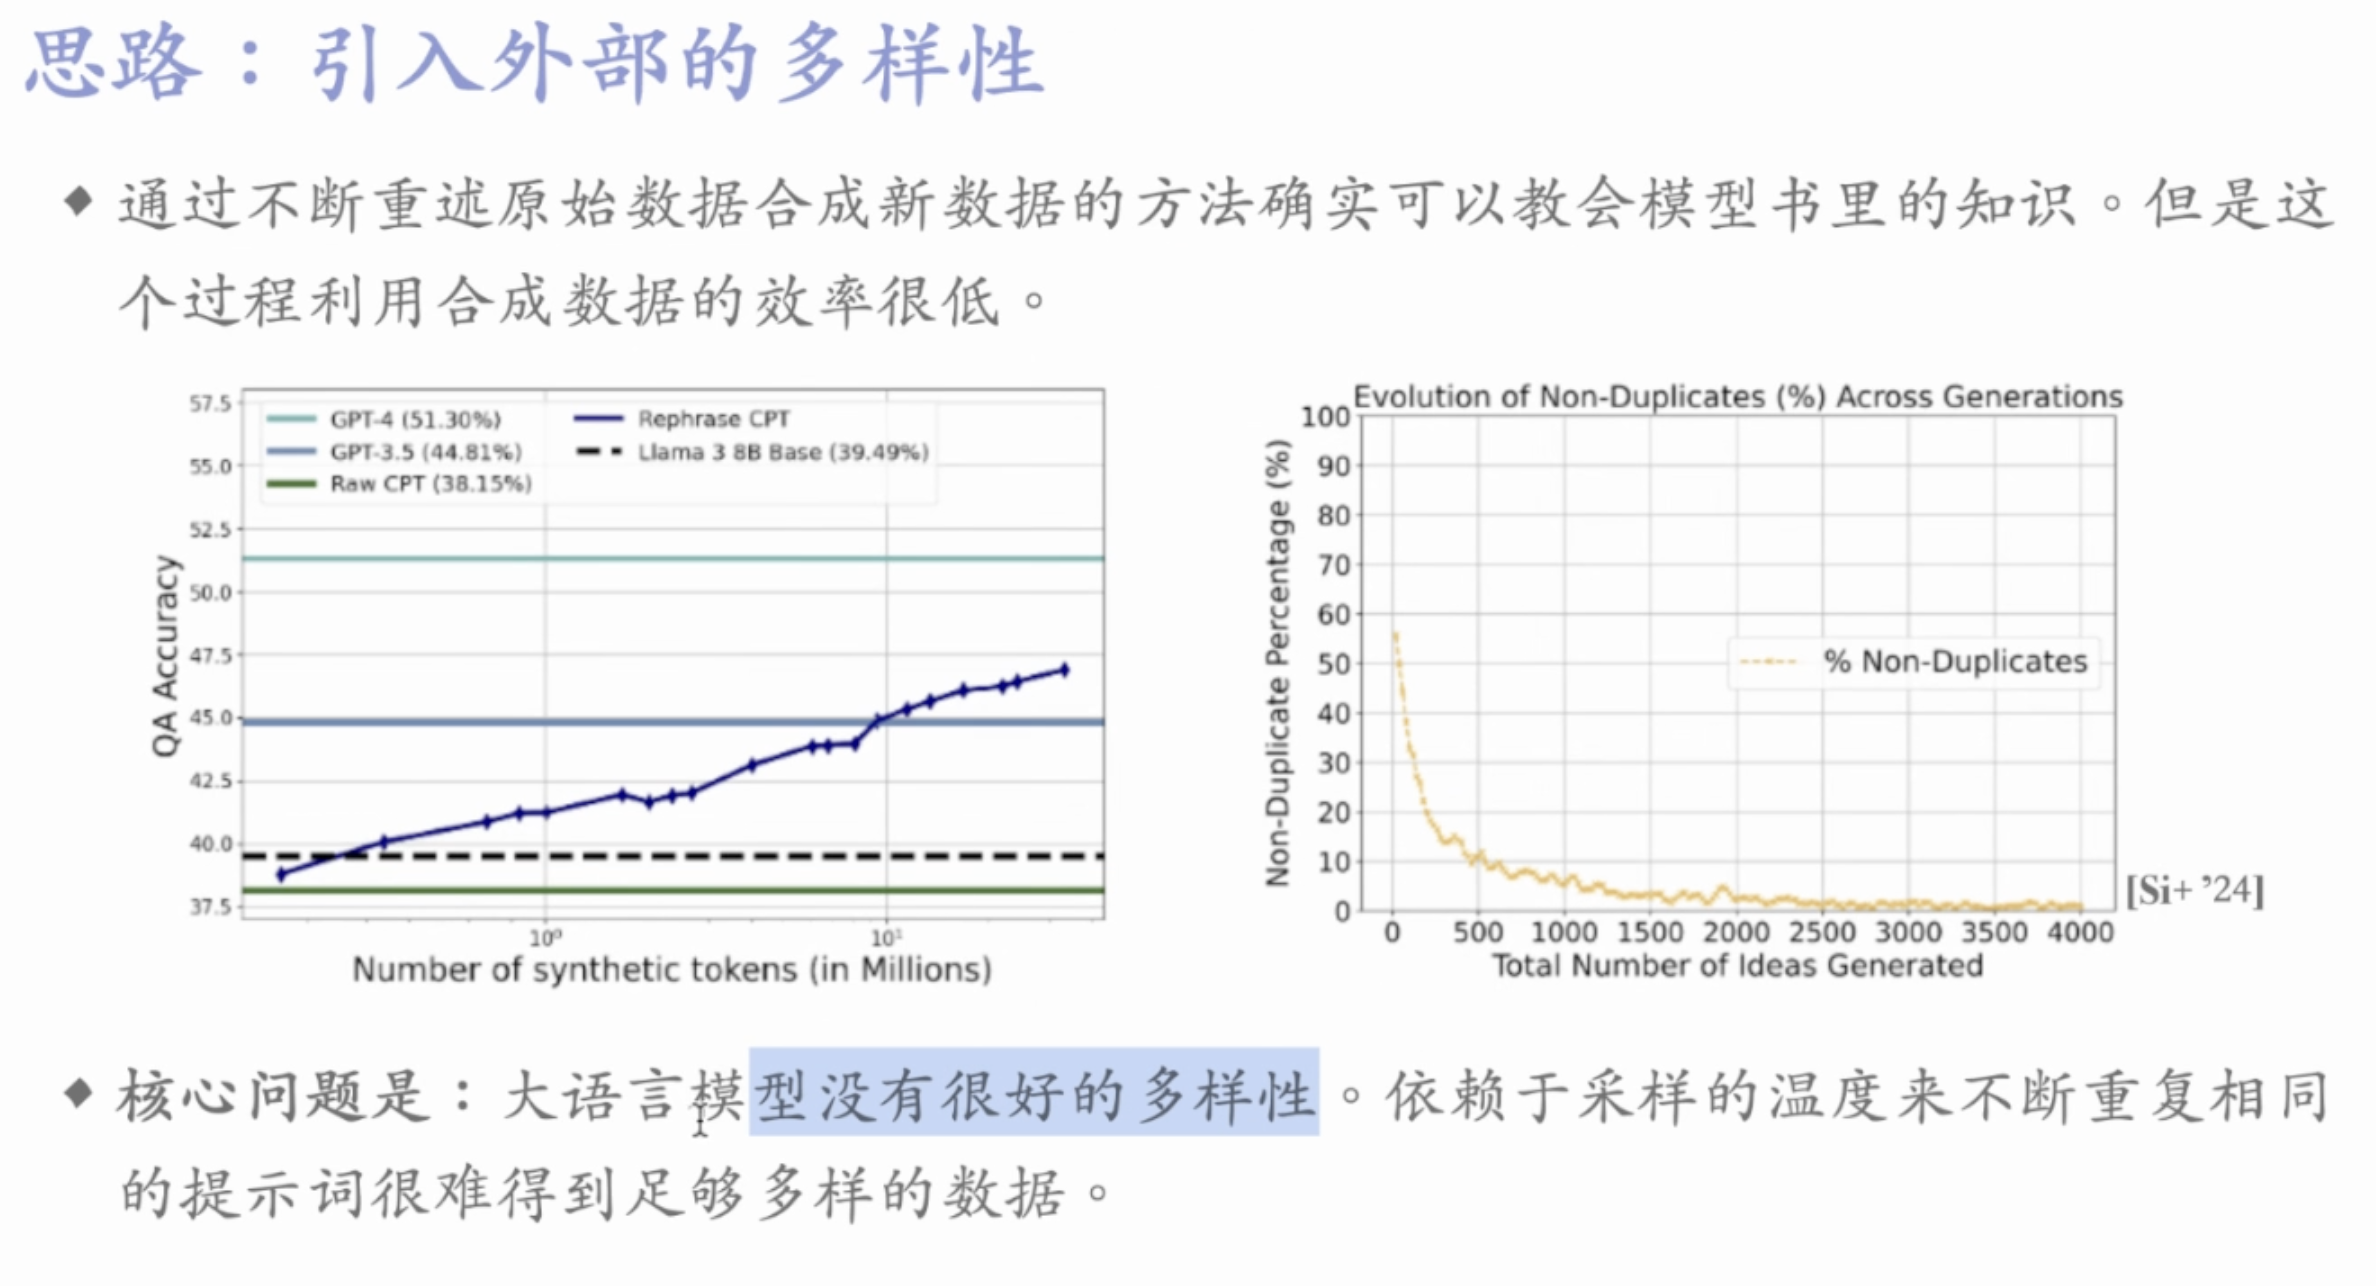 思路：引入外部的多样性
◆ 通过不断重述原始数据合成新数据的方法确实可以教会模型书里的知识。但是这
个过程利用合成数据的效率很低。
57.5
55.0
52.5
50.0
47.5
45.0
42.5
40.0
37.5
QA Accuracy
GPT-4 (51.30%)
GPT-3.5 (44.81%)
Raw CPT (38.15%)
Rephrase CPT
Llama 3 8B Base (39.49%)
10⁰ 10¹
Number of synthetic tokens (in Millions)
Evolution of Non-Duplicates (%) Across Generations
100
90
80
70
60
50
40
30
20
10
0
Non-Duplicate Percentage (%)
% Non-Duplicates
0 500 1000 1500 2000 2500 3000 3500 4000
Total Number of Ideas Generated
[Si+ ’24]
◆ 核心问题是：大语言模型没有很好的多样性。依赖于采样的温度来不断重复相同
的提示词很难得到足够多样的数据。